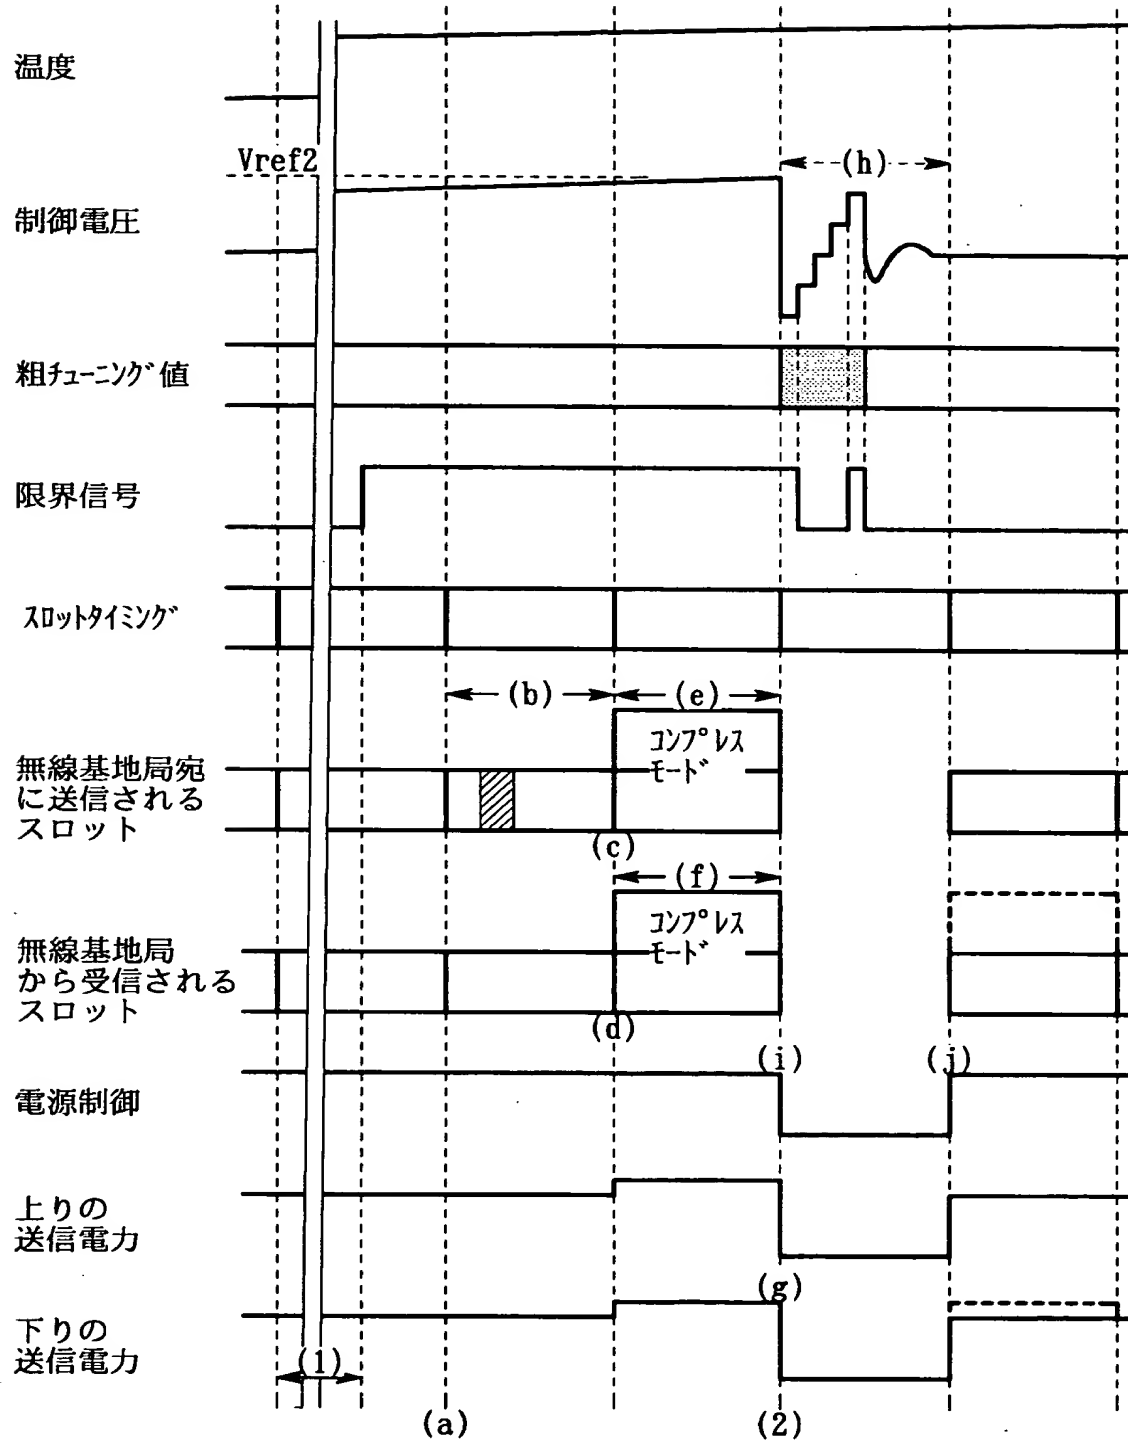 温度
Vref2
(h)
制御電圧
粗ﾁｭｰﾆﾝｸﾞ値
限界信号
ｽﾛｯﾄﾀｲﾐﾝｸﾞ
(b)
(e)
ｺﾝﾌﾟﾚｽ
ﾓｰﾄﾞ
無線基地局宛
に送信される
スロット
(c)
(f)
ｺﾝﾌﾟﾚｽ
ﾓｰﾄﾞ
無線基地局
から受信される
スロット
(d)
(i)
(j)
電源制御
上りの
送信電力
(g)
下りの
送信電力
(1)
(a)
(2)